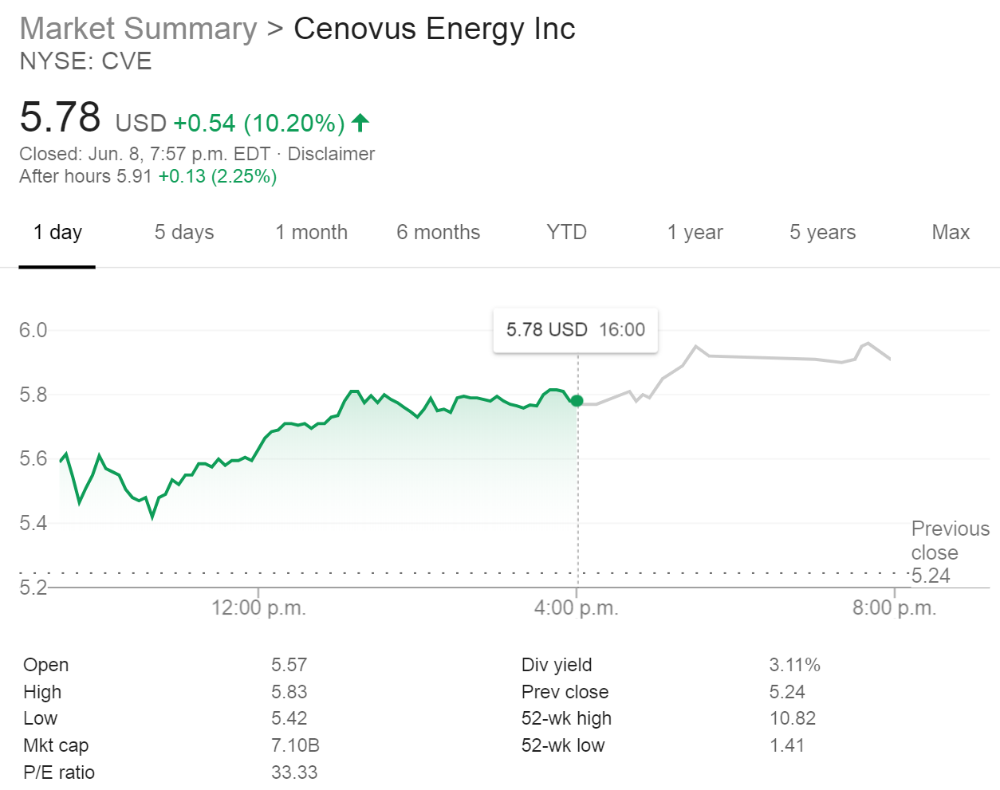 Market Summary > Cenovus Energy Inc
NYSE: CVE
5.78 USD +0.54 (10.20%)
Closed: Jun. 8, 7:57 p.m. EDT · Disclaimer
After hours 5.91 +0.13 (2.25%)
1 day 5 days 1 month 6 months YTD 1 year 5 years Max
5.78 USD 16:00
6.0
5.8
5.6
5.4
5.2
Previous
close
5.24
12:00 p.m. 4:00 p.m. 8:00 p.m.
Open 5.57 Div yield 3.11%
High 5.83 Prev close 5.24
Low 5.42 52-wk high 10.82
Mkt cap 7.10B 52-wk low 1.41
P/E ratio 33.33